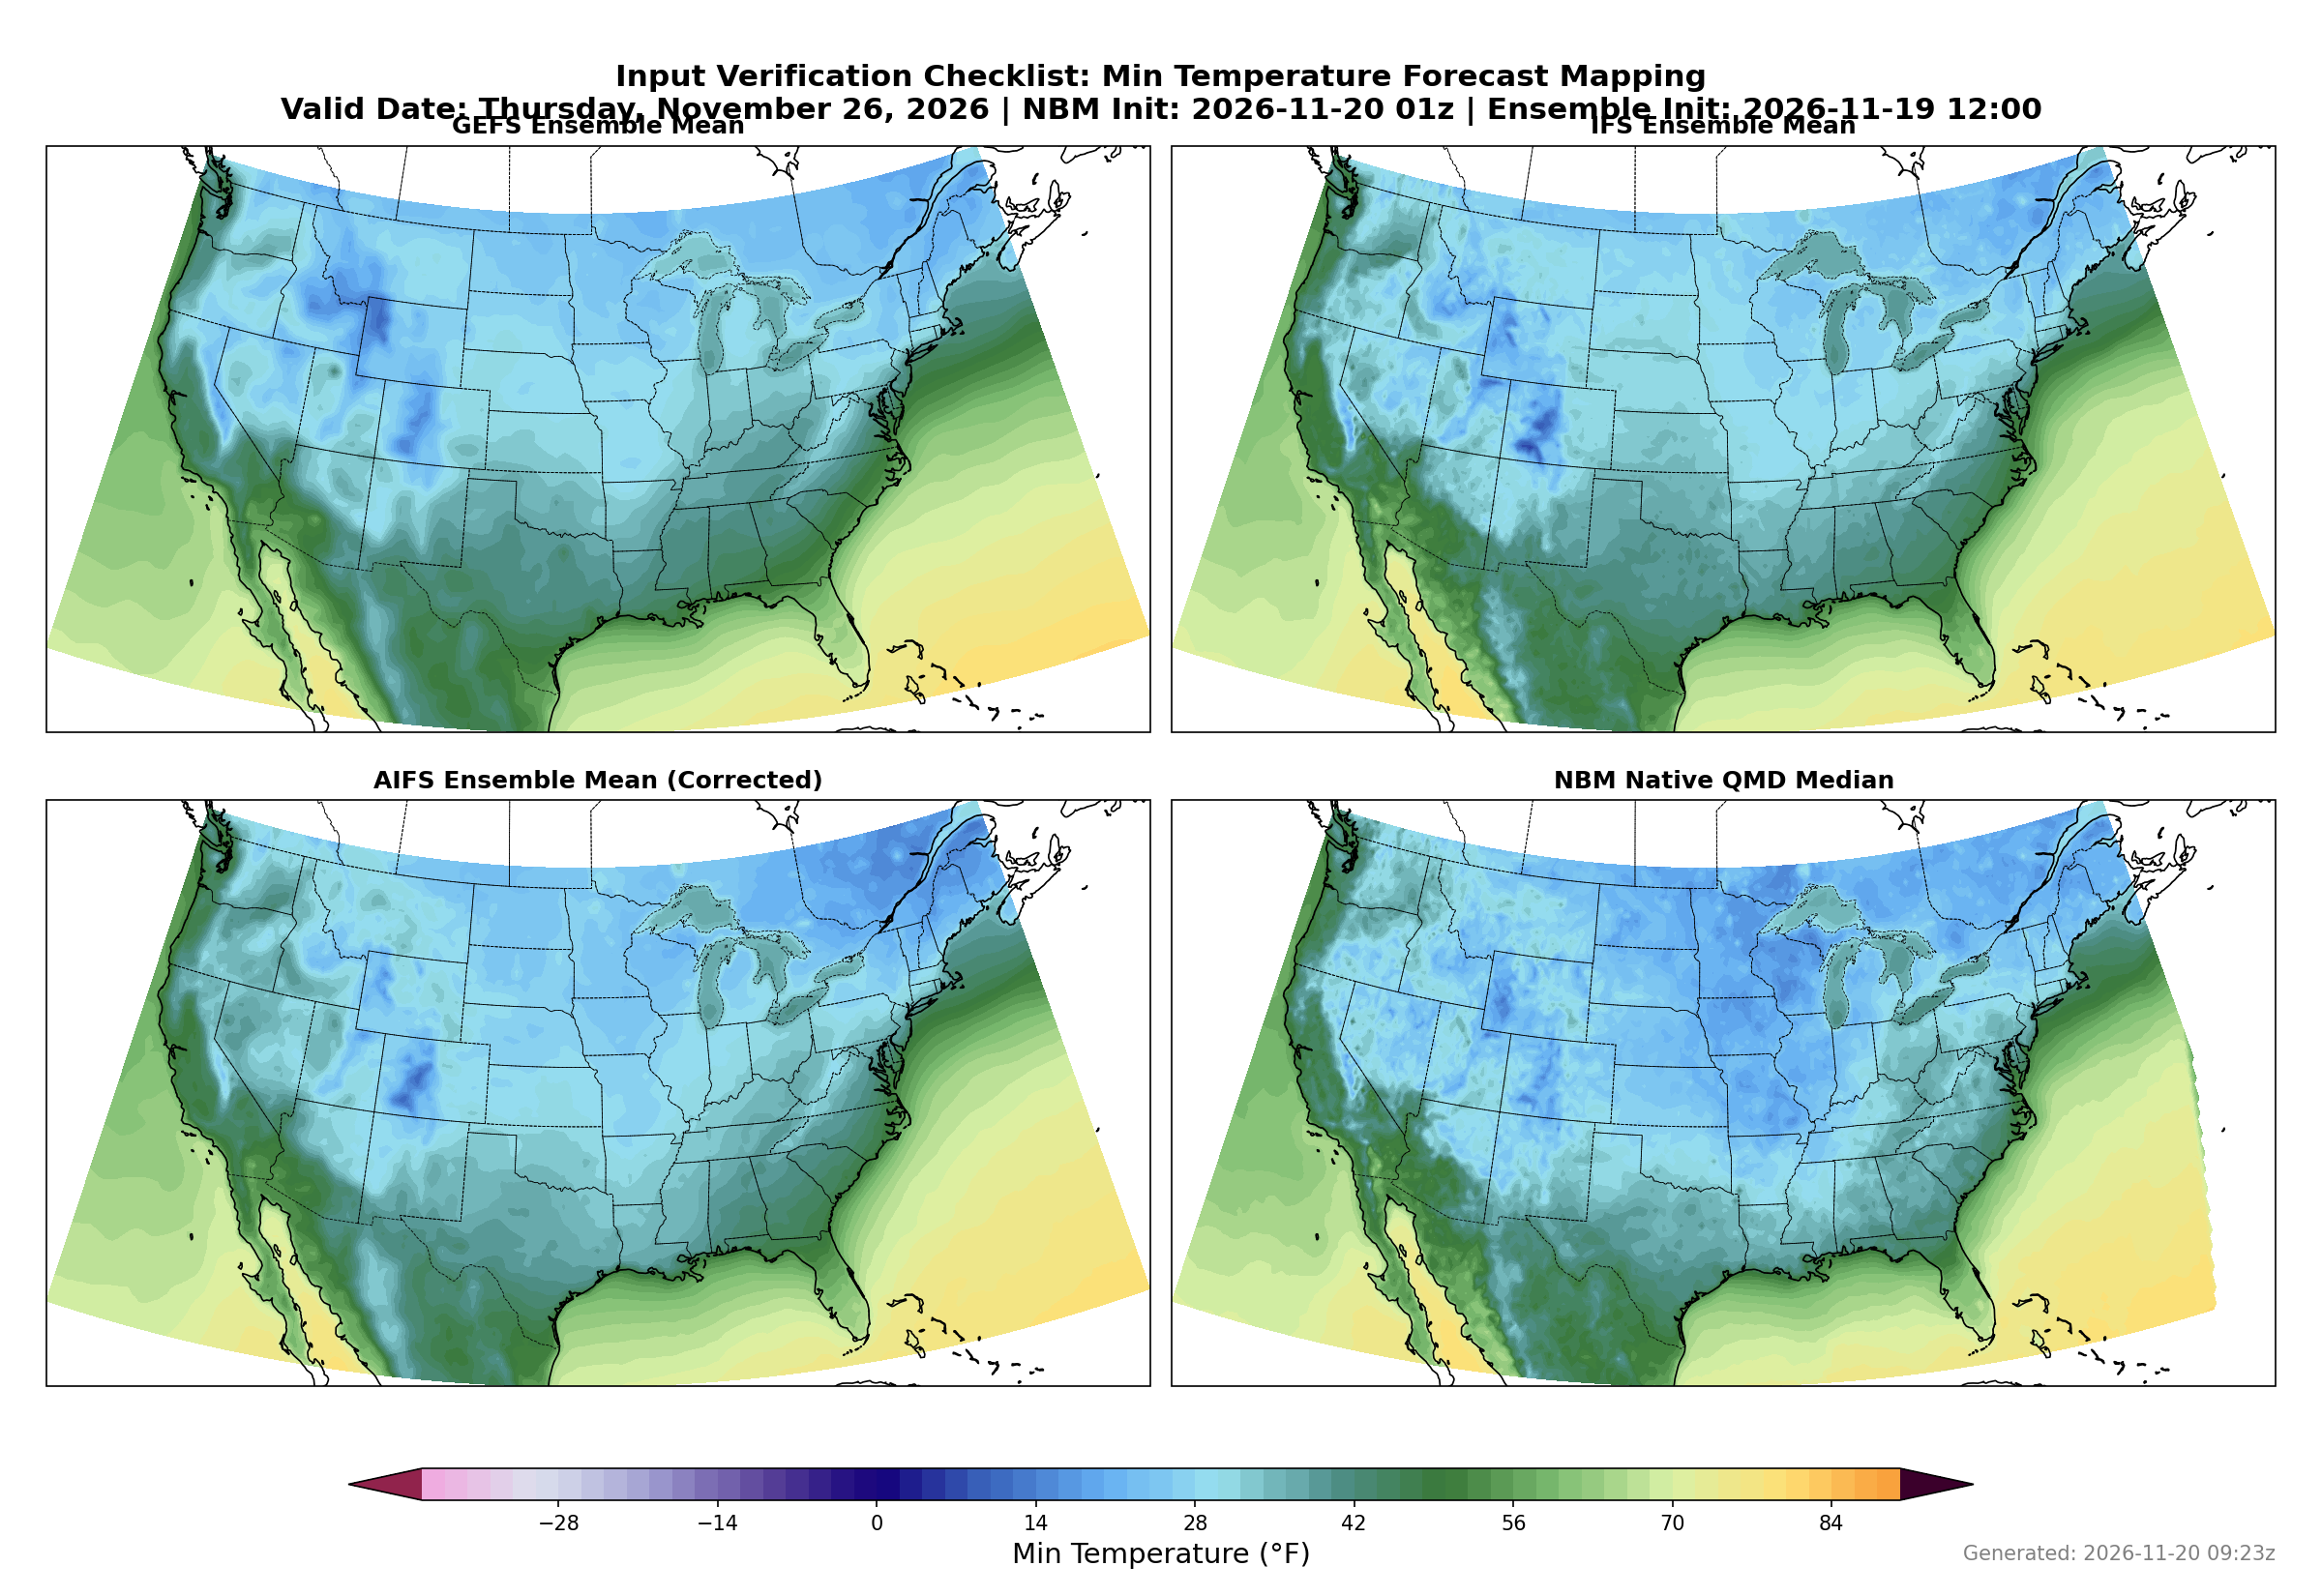 Input Verification Checklist: Min Temperature Forecast Mapping
Valid Date: Thursday, November 26, 2026 | NBM Init: 2026-11-20 01z | Ensemble Init: 2026-11-19 12:00
GEFS Ensemble Mean
IFS Ensemble Mean
AIFS Ensemble Mean (Corrected)
NBM Native QMD Median
−28 −14 0 14 28 42 56 70 84
Min Temperature (°F)
Generated: 2026-11-20 09:23z